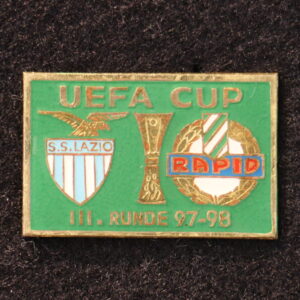 UEFA CUP
S.S. LAZIO
RAPID
III. RUNDE 97-98